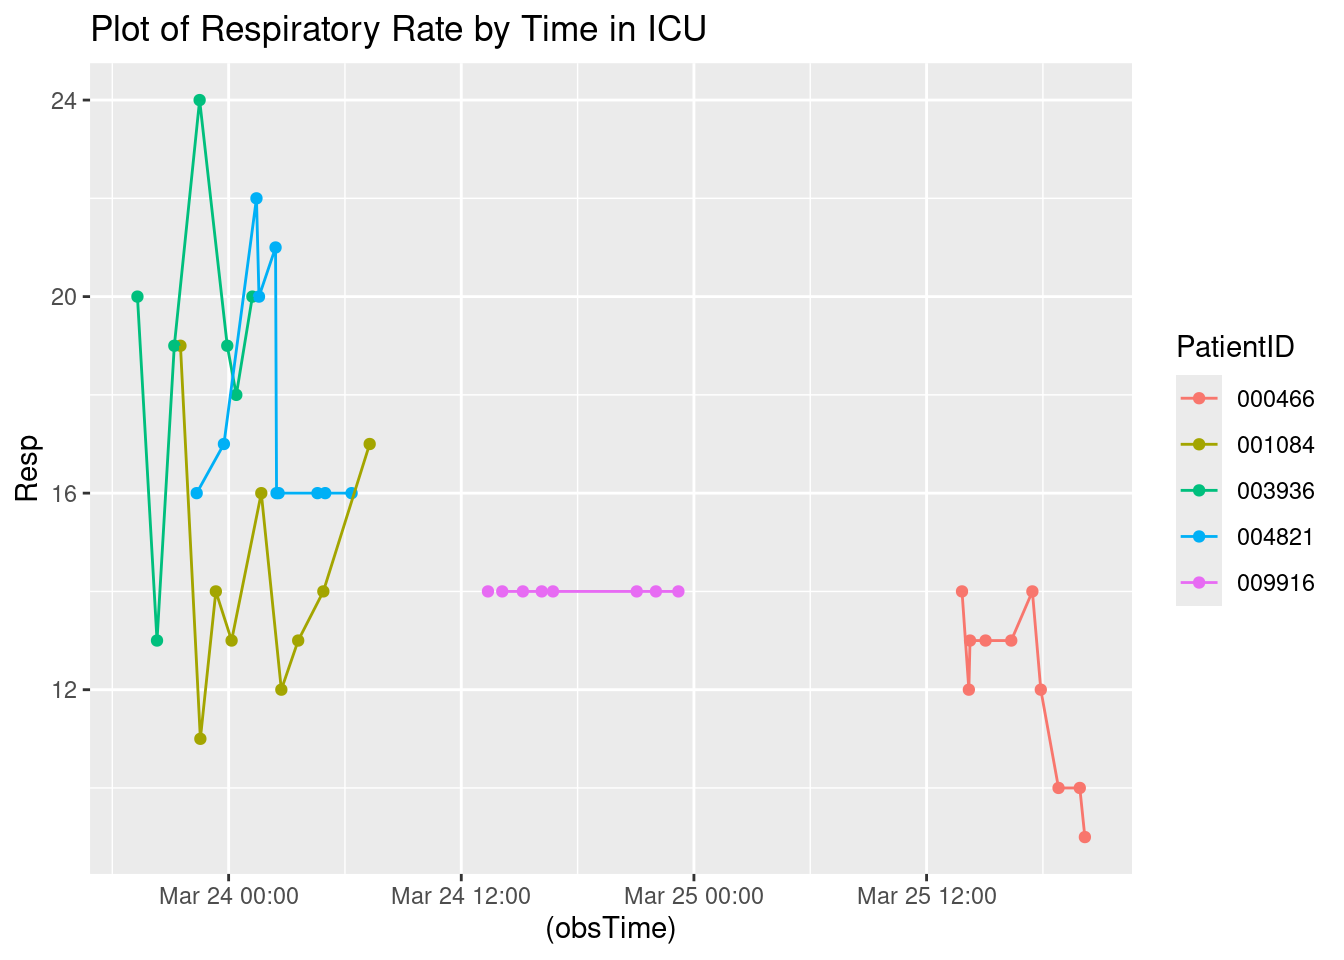 Plot of Respiratory Rate by Time in ICU
24
20
16
12
Resp
Mar 24 00:00 Mar 24 12:00 Mar 25 00:00 Mar 25 12:00
(obsTime)
PatientID
000466
001084
003936
004821
009916